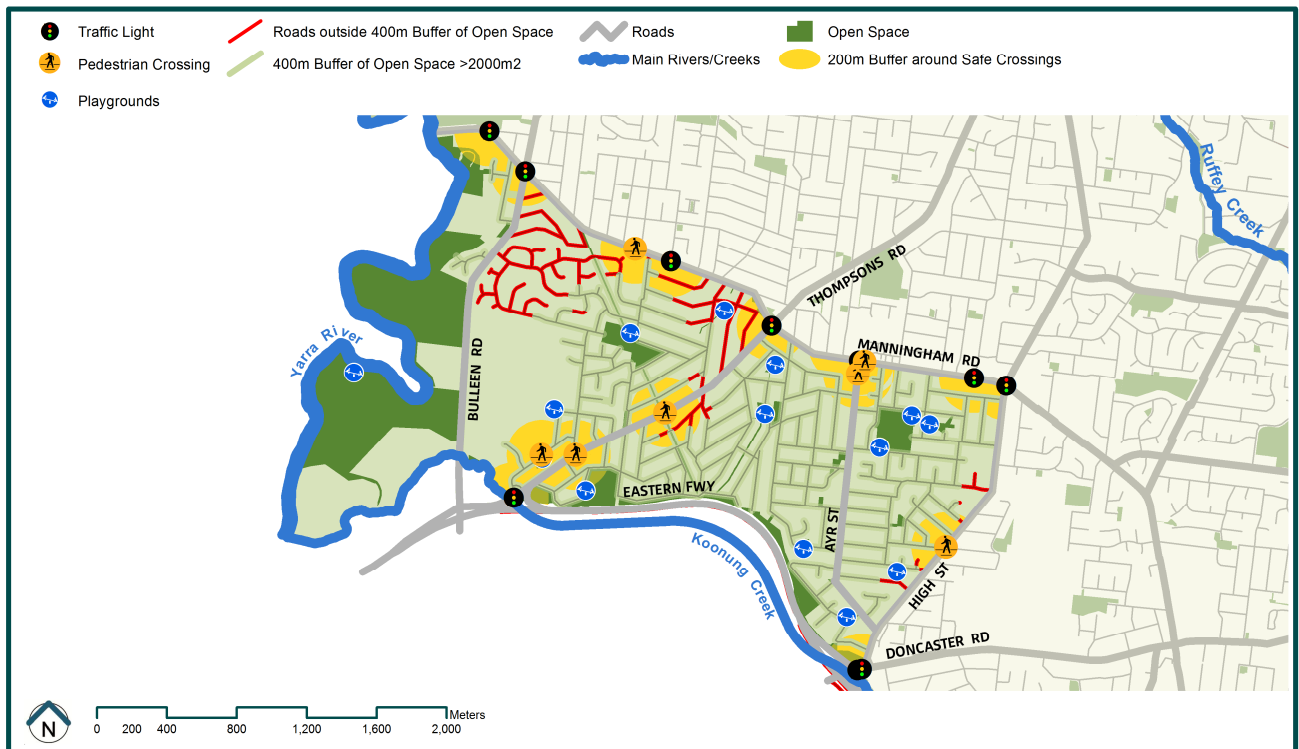 Traffic Light
Roads outside 400m Buffer of Open Space
Roads
Open Space
Pedestrian Crossing
400m Buffer of Open Space >2000m2
Main Rivers/Creeks
200m Buffer around Safe Crossings
Playgrounds
Ruffey Creek
THOMPSONS RD
Yarra River
MANNINGHAM RD
BULLEEN RD
EASTERN FWY
AYR ST
Koonung Creek
HIGH ST
DONCASTER RD
N
Meters
0 200 400 800 1,200 1,600 2,000